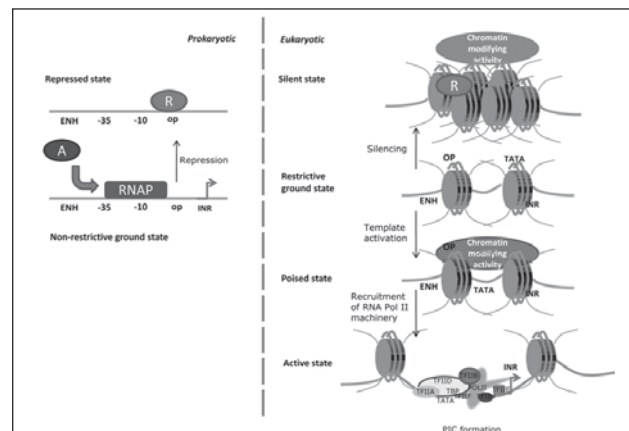 Prokaryotic
Repressed state
R
ENH -35 -10 op
A
Repression
RNAP
ENH -35 -10 op INR
Non-restrictive ground state
Eukaryotic
Chromatin
modifying
activity
Silent state
R
Silencing
OP TATA
Restrictive
ground state
ENH INR
Template
activation
OP Chromatin
modifying
activity
Poised state
ENH TATA INR
Recruitment
of RNA Pol II
machinery
Active state
INR
TFIID TFIIB
TFIIA TBP POLII
TATA
PIC formation